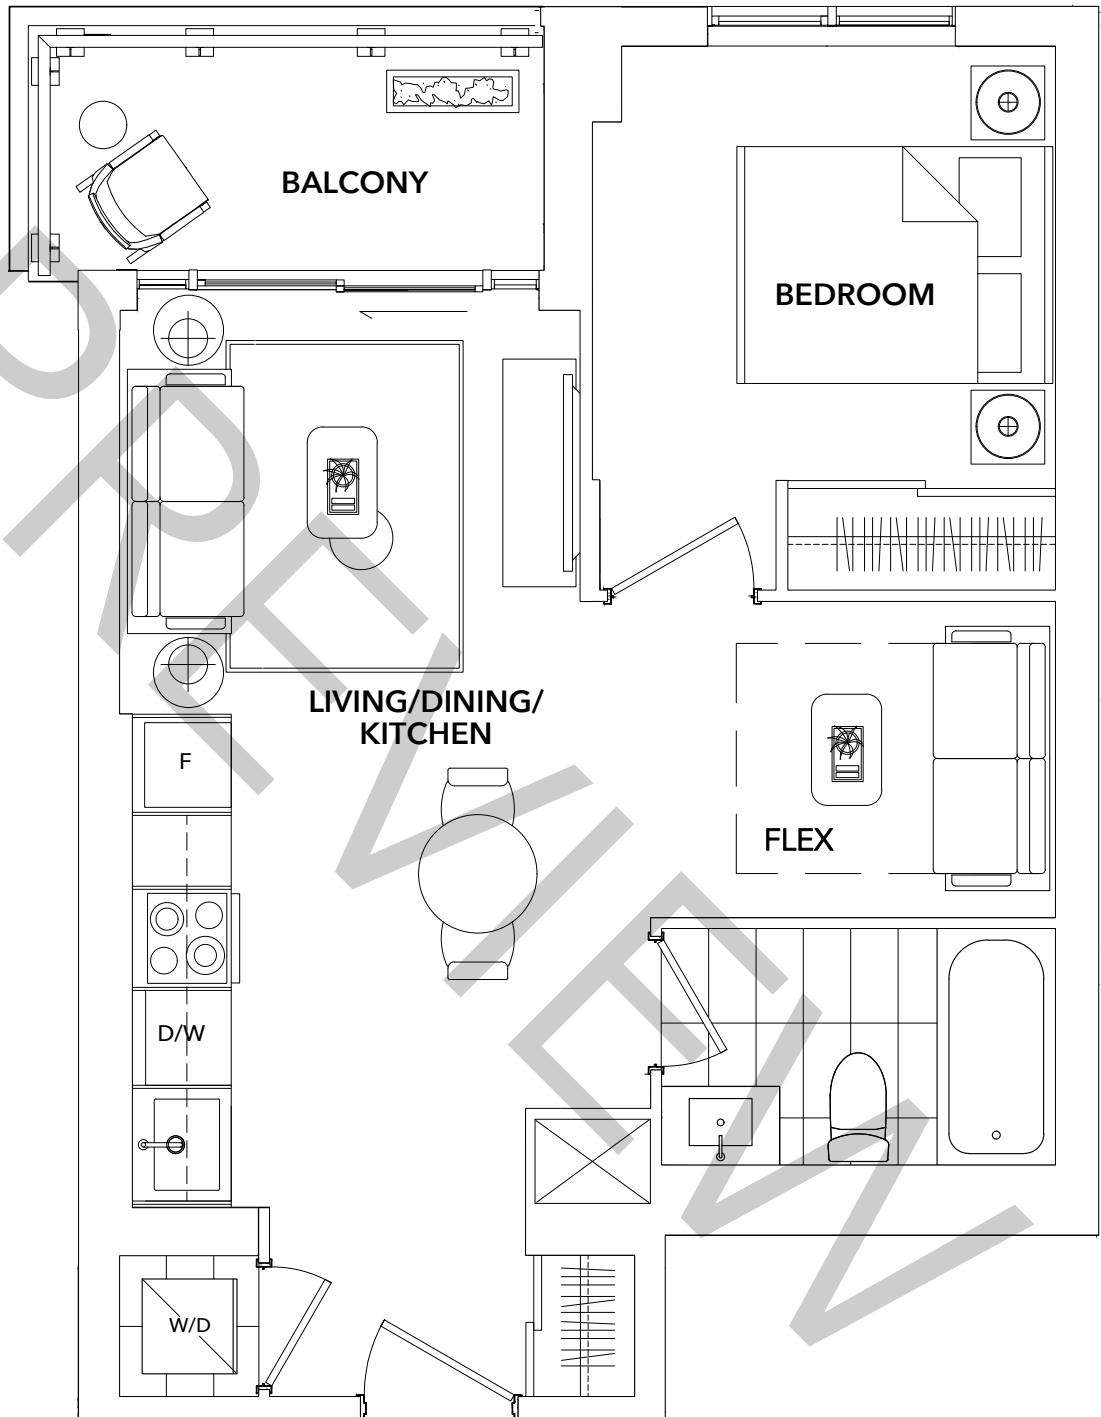 BALCONY
BEDROOM
LIVING/DINING/
KITCHEN
F
FLEX
D/W
W/D
PREVIEW